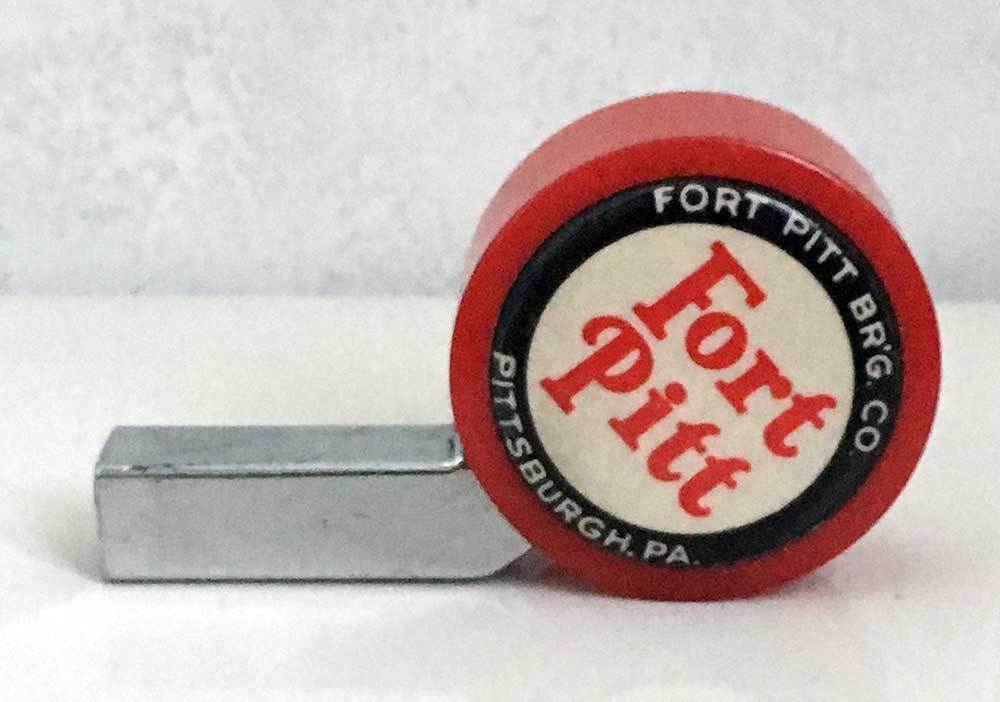 FORT PITT BR'G. CO.
Fort
Pitt
PITTSBURGH, PA.